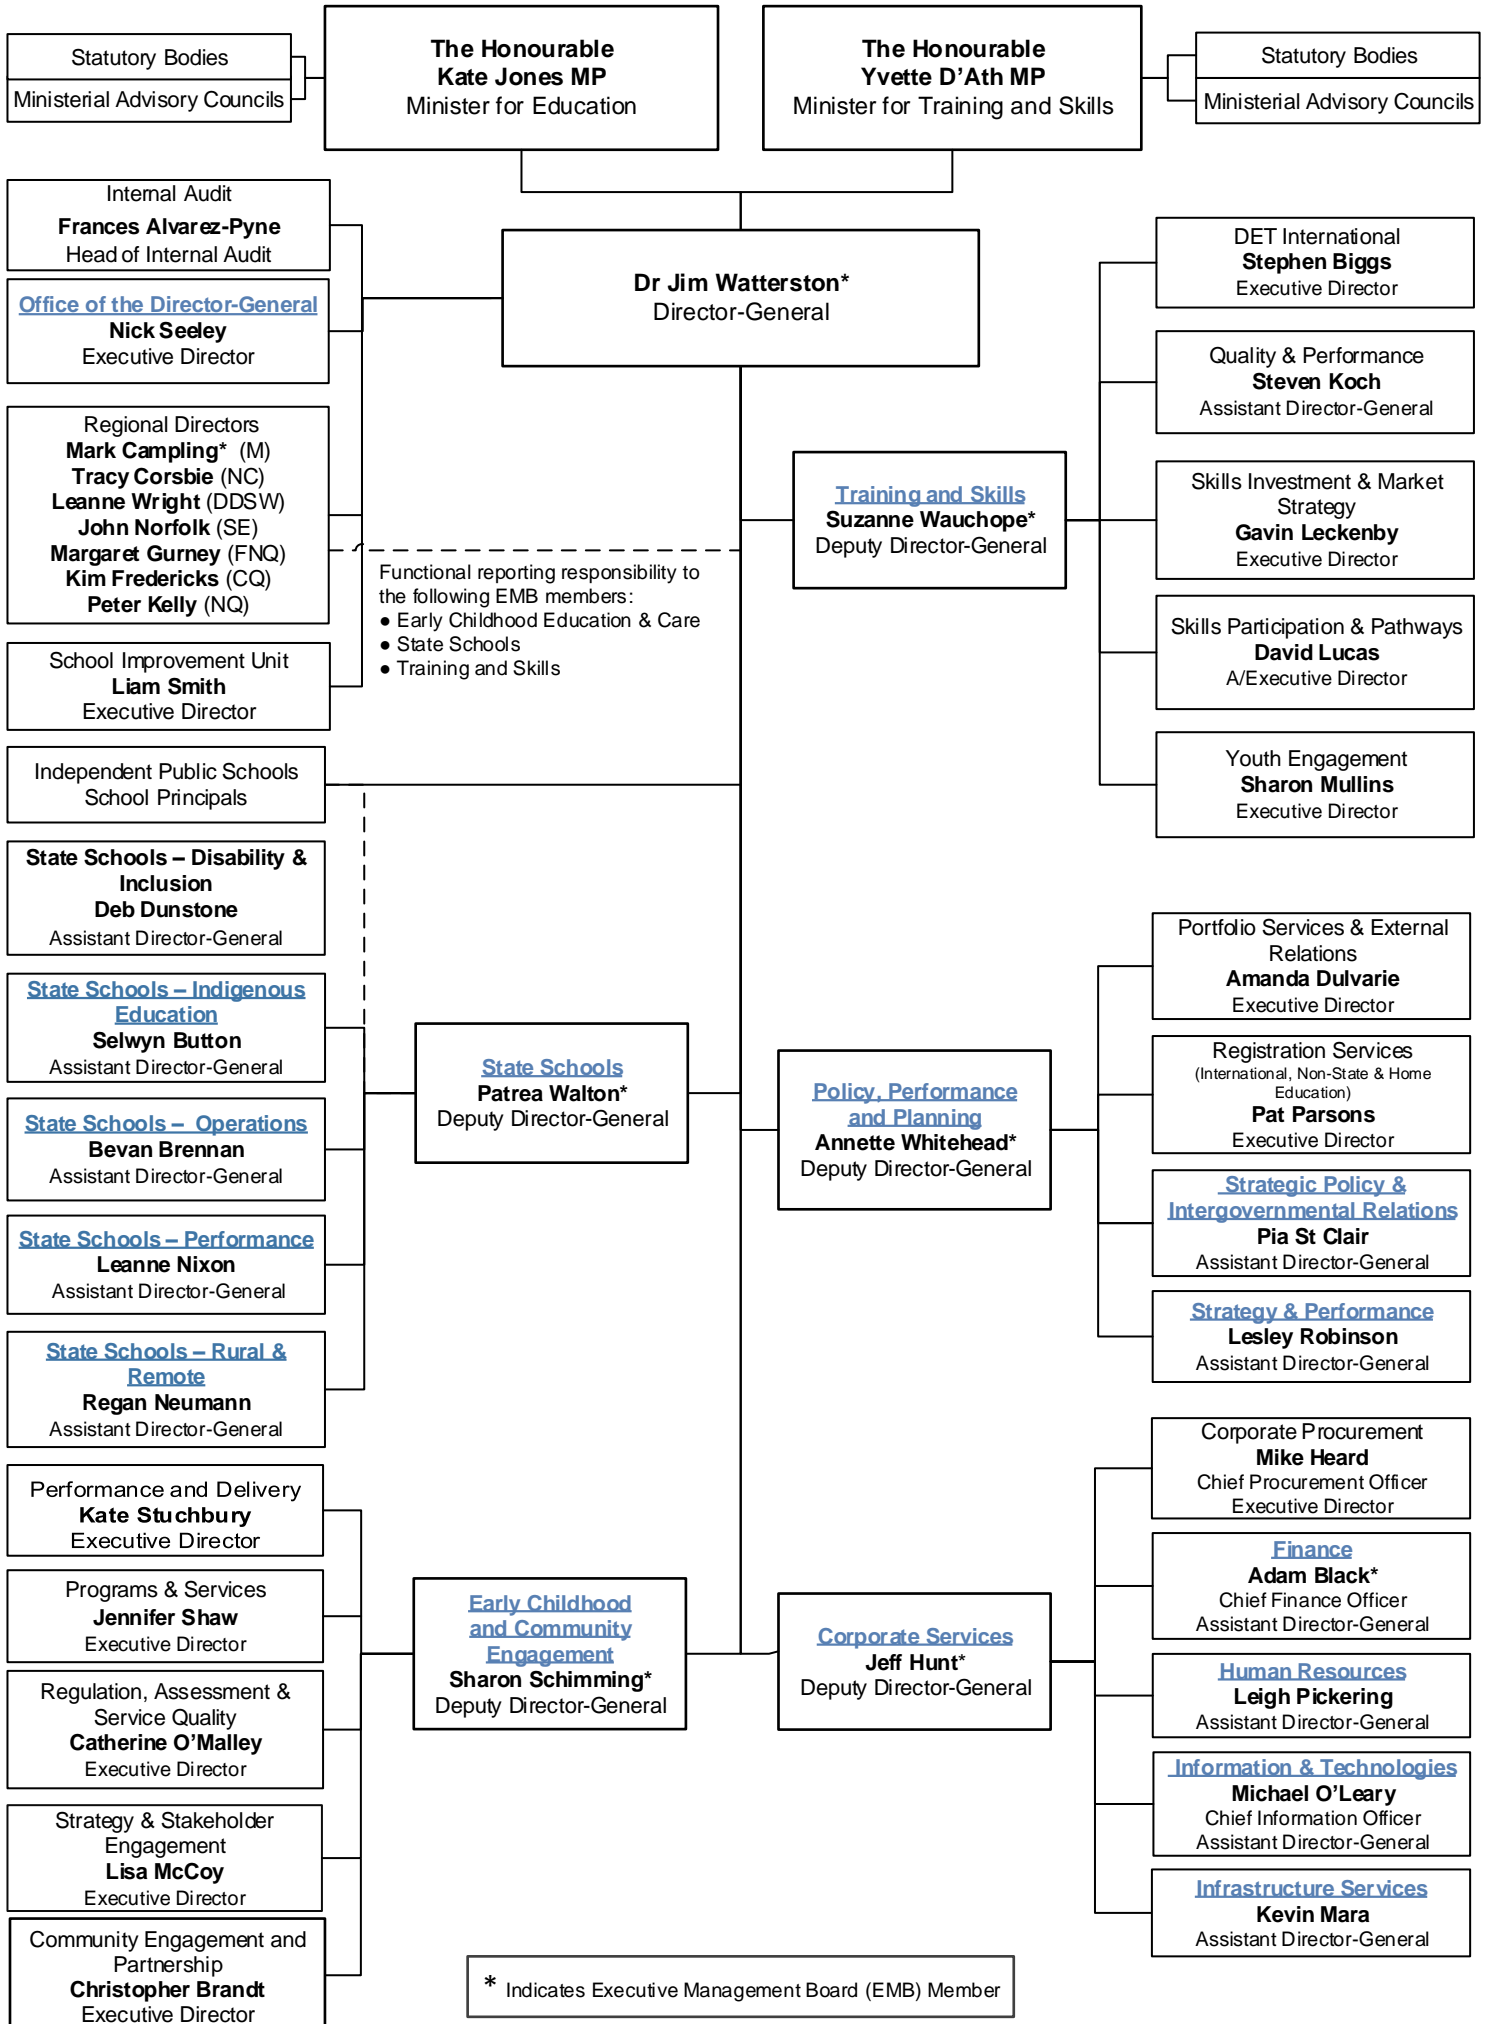 The Honourable
Kate Jones MP
Minister for Education
The Honourable
Yvette D'Ath MP
Minister for Training and Skills
Statutory Bodies
Ministerial Advisory Councils
Statutory Bodies
Ministerial Advisory Councils
Internal Audit
Frances Alvarez-Pyne
Head of Internal Audit
Office of the Director-General
Nick Seeley
Executive Director
Dr Jim Watterston*
Director-General
Regional Directors
Mark Campling* (M)
Tracy Corsbie (NC)
Leanne Wright (DDSW)
John Norfolk (SE)
Margaret Gurney (FNQ)
Kim Fredericks (CQ)
Peter Kelly (NQ)
Functional reporting responsibility to
the following EMB members:
● Early Childhood Education & Care
● State Schools
● Training and Skills
School Improvement Unit
Liam Smith
Executive Director
Independent Public Schools
School Principals
Training and Skills
Suzanne Wauchope*
Deputy Director-General
DET International
Stephen Biggs
Executive Director
Quality & Performance
Steven Koch
Assistant Director-General
Skills Investment & Market
Strategy
Gavin Leckenby
Executive Director
Skills Participation & Pathways
David Lucas
A/Executive Director
Youth Engagement
Sharon Mullins
Executive Director
State Schools – Disability &
Inclusion
Deb Dunstone
Assistant Director-General
State Schools – Indigenous
Education
Selwyn Button
Assistant Director-General
State Schools – Operations
Bevan Brennan
Assistant Director-General
State Schools – Performance
Leanne Nixon
Assistant Director-General
State Schools – Rural &
Remote
Regan Neumann
Assistant Director-General
State Schools
Patrea Walton*
Deputy Director-General
Policy, Performance
and Planning
Annette Whitehead*
Deputy Director-General
Portfolio Services & External
Relations
Amanda Dulvarie
Executive Director
Registration Services
(International, Non-State & Home
Education)
Pat Parsons
Executive Director
Strategic Policy &
Intergovernmental Relations
Pia St Clair
Assistant Director-General
Strategy & Performance
Lesley Robinson
Assistant Director-General
Performance and Delivery
Kate Stuchbury
Executive Director
Programs & Services
Jennifer Shaw
Executive Director
Regulation, Assessment &
Service Quality
Catherine O'Malley
Executive Director
Strategy & Stakeholder
Engagement
Lisa McCoy
Executive Director
Community Engagement and
Partnership
Christopher Brandt
Executive Director
Early Childhood
and Community
Engagement
Sharon Schimming*
Deputy Director-General
Corporate Services
Jeff Hunt*
Deputy Director-General
Corporate Procurement
Mike Heard
Chief Procurement Officer
Executive Director
Finance
Adam Black*
Chief Finance Officer
Assistant Director-General
Human Resources
Leigh Pickering
Assistant Director-General
Information & Technologies
Michael O'Leary
Chief Information Officer
Assistant Director-General
Infrastructure Services
Kevin Mara
Assistant Director-General
* Indicates Executive Management Board (EMB) Member